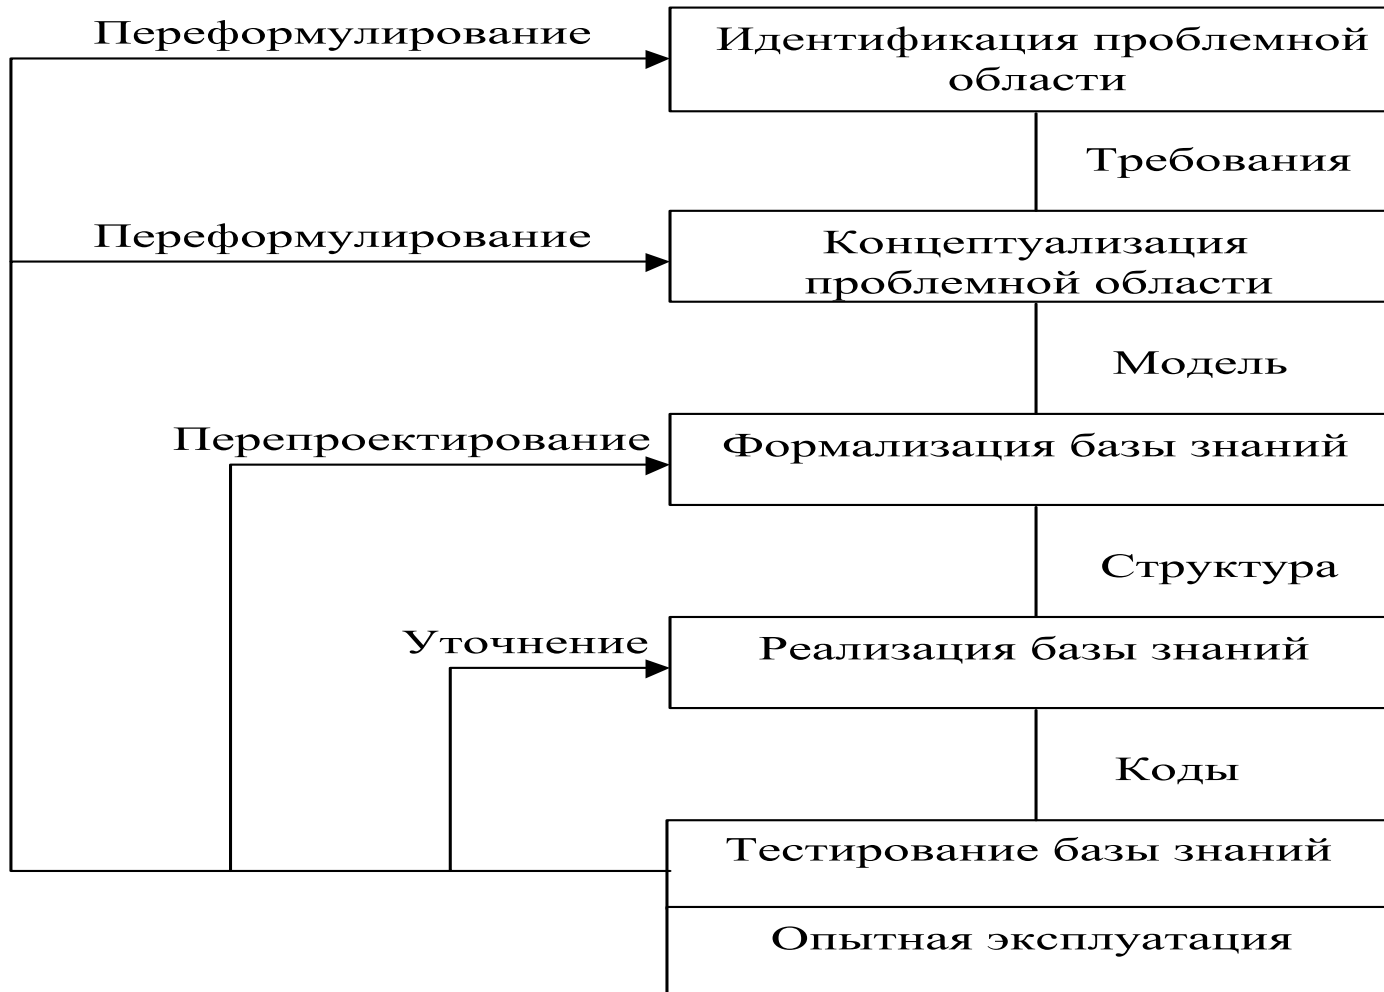 Переформулирование
Идентификация проблемной
области
Требования
Переформулирование
Концептуализация
проблемной области
Модель
Перепроектирование
Формализация базы знаний
Структура
Уточнение
Реализация базы знаний
Коды
Тестирование базы знаний
Опытная эксплуатация